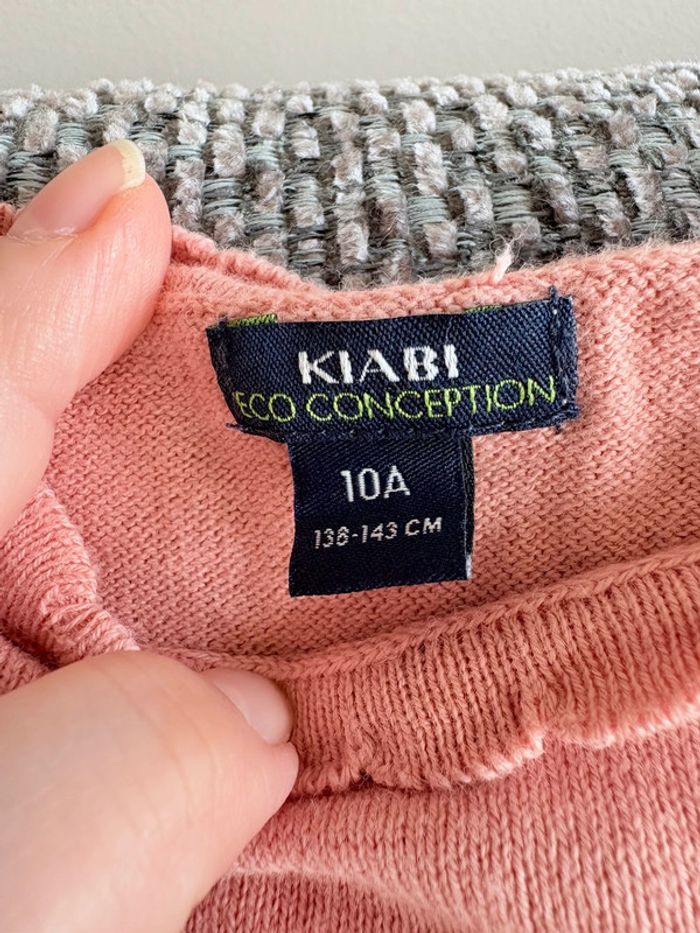 KIABI
ECO CONCEPTION
10A
138-143 CM